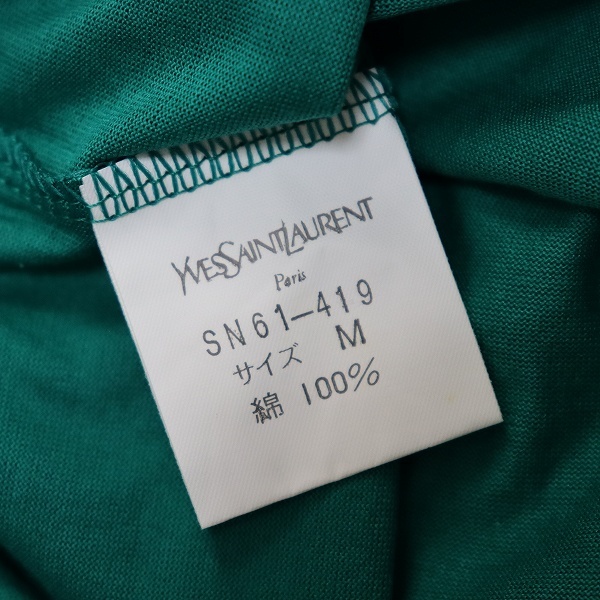 YVESSAINTLAURENT
Paris
SN61-419
サイズ M
綿 100%